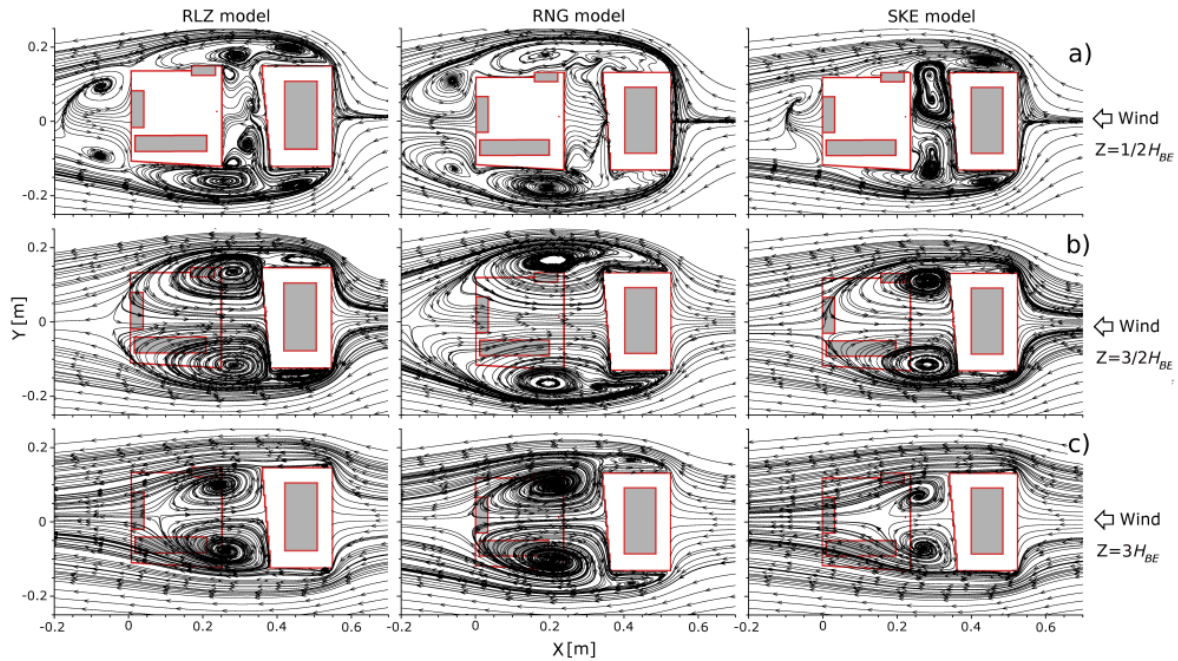 RLZ model RNG model SKE model
0.2
0
-0.2
a)
Wind
Z=1/2H_BE
0.2
0
-0.2
b)
Wind
Z=3/2H_BE
Y [m]
0.2
0
-0.2
c)
Wind
Z=3H_BE
-0.2 0 0.2 0.4 0.6 -0.2 0 0.2 0.4 0.6 -0.2 0 0.2 0.4 0.6
X [m]